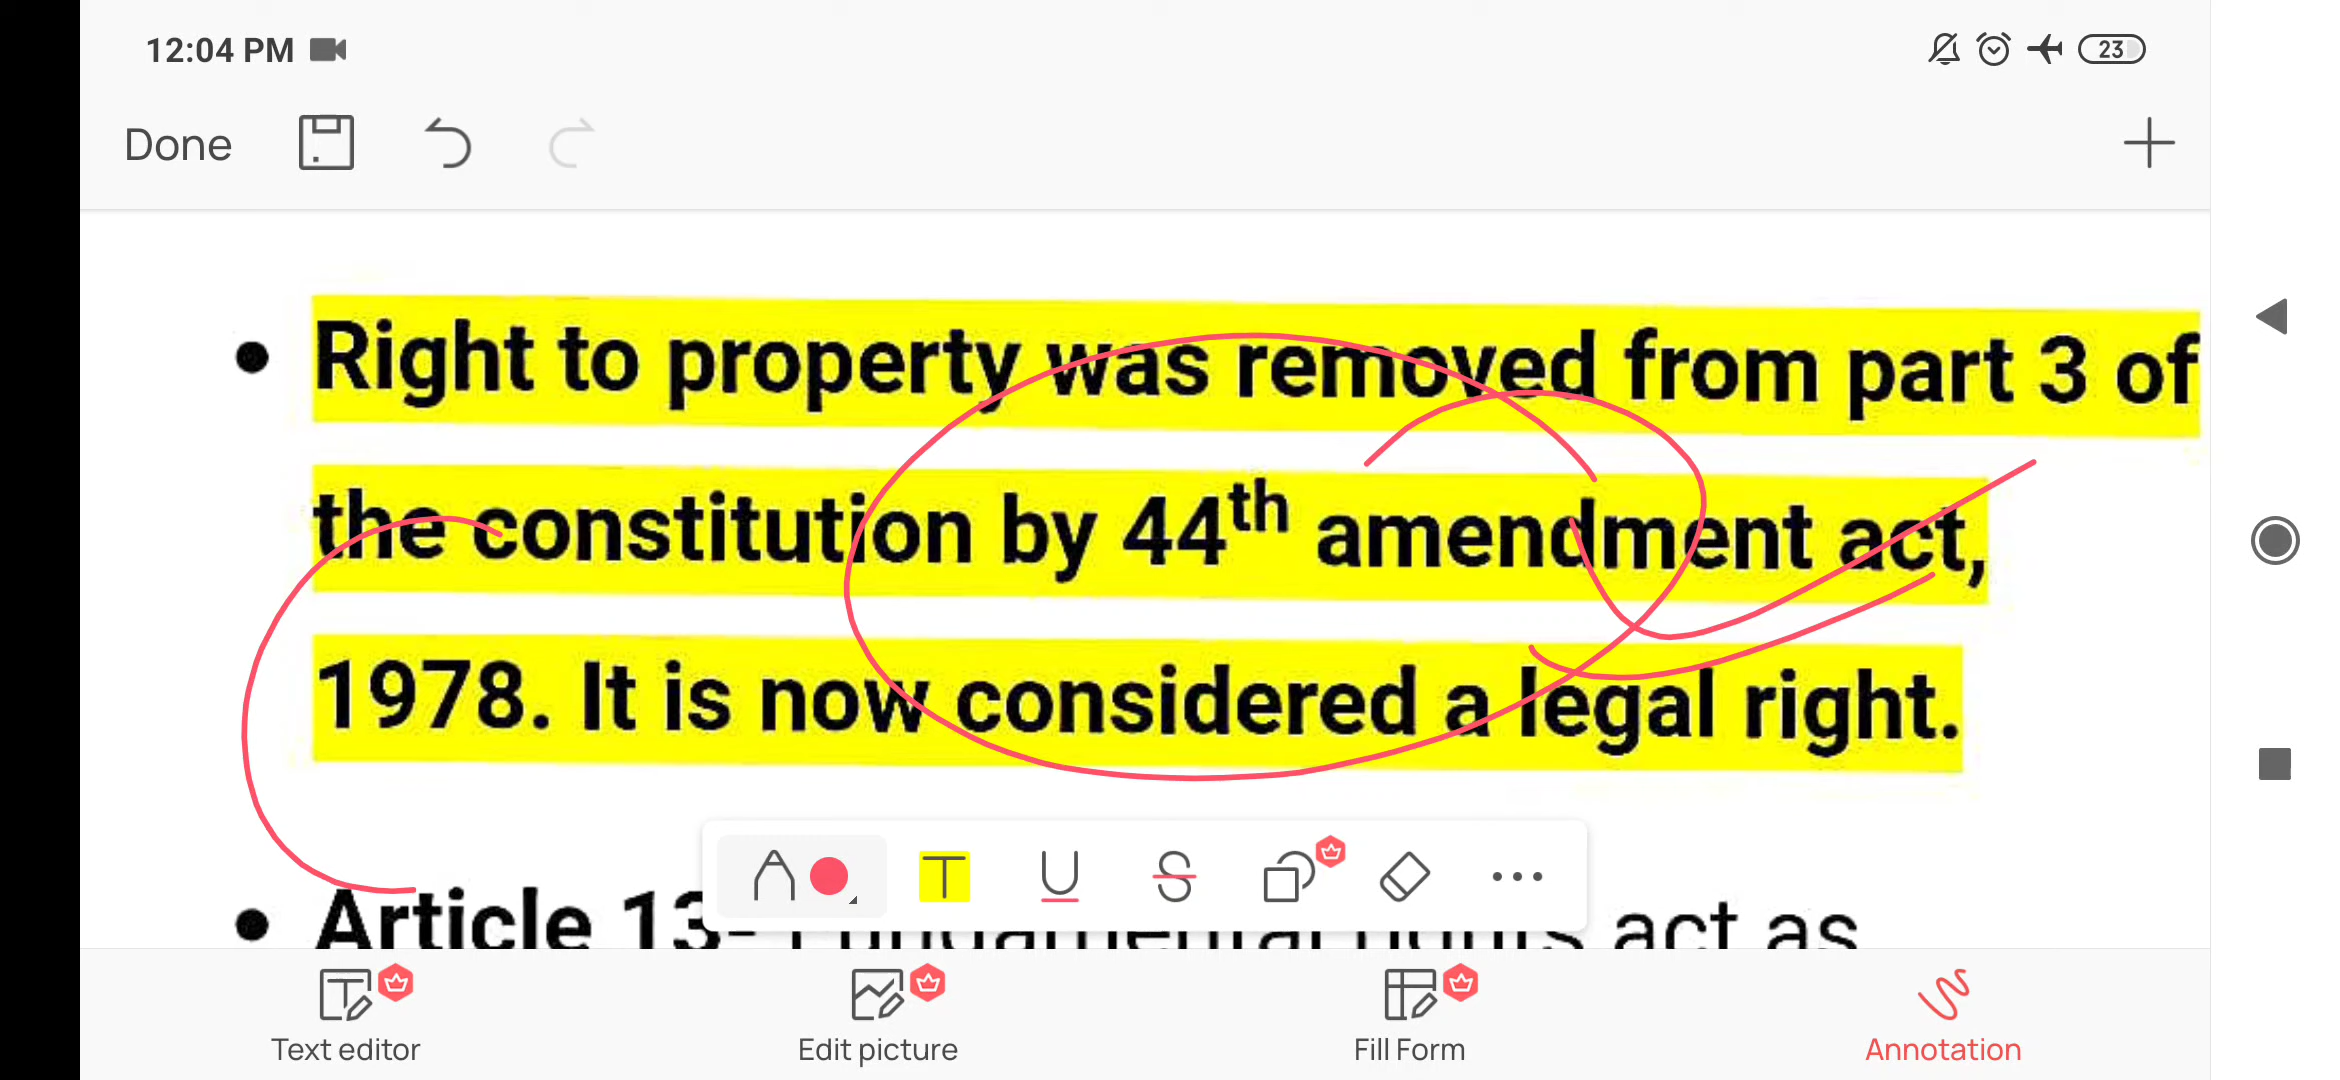 12:04 PM
23
Done
• Right to property was removed from part 3 of
the constitution by 44th amendment act,
1978. It is now considered a legal right.
• Article 13- Fundamental rights act as
Text editor
Edit picture
Fill Form
Annotation